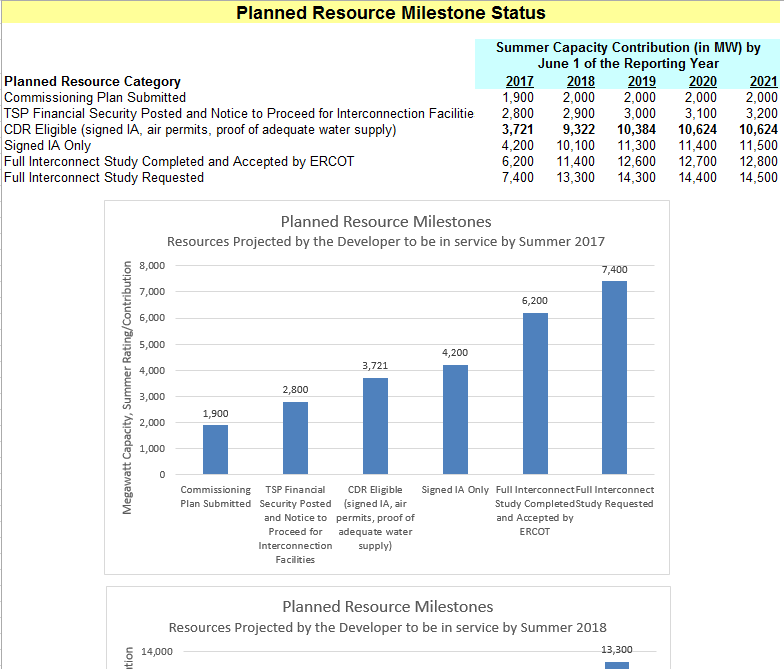 Planned Resource Milestone Status
Summer Capacity Contribution (in MW) by
June 1 of the Reporting Year
Planned Resource Category 2017 2018 2019 2020 2021
Commissioning Plan Submitted 1,900 2,000 2,000 2,000 2,000
TSP Financial Security Posted and Notice to Proceed for Interconnection Facilitie 2,800 2,900 3,000 3,100 3,200
CDR Eligible (signed IA, air permits, proof of adequate water supply) 3,721 9,322 10,384 10,624 10,624
Signed IA Only 4,200 10,100 11,300 11,400 11,500
Full Interconnect Study Completed and Accepted by ERCOT 6,200 11,400 12,600 12,700 12,800
Full Interconnect Study Requested 7,400 13,300 14,300 14,400 14,500
Planned Resource Milestones
Resources Projected by the Developer to be in service by Summer 2017
Megawatt Capacity, Summer Rating/Contribution
8,000
7,000
6,000
5,000
4,000
3,000
2,000
1,000
0
1,900
2,800
3,721
4,200
6,200
7,400
Commissioning
Plan Submitted
TSP Financial
Security Posted
and Notice to
Proceed for
Interconnection
Facilities
CDR Eligible
(signed IA, air
permits, proof of
adequate water
supply)
Signed IA Only
Full Interconnect
Study Completed
and Accepted by
ERCOT
Full Interconnect
Study Requested
Planned Resource Milestones
Resources Projected by the Developer to be in service by Summer 2018
14,000
13,300